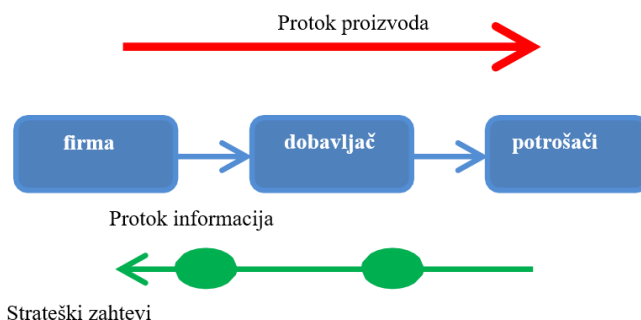 Protok proizvoda
firma
dobavljač
potrošači
Protok informacija
Strateški zahtevi